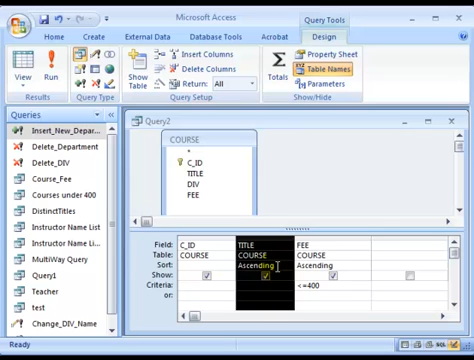 Microsoft Access
Query Tools
Home
Create
External Data
Database Tools
Acrobat
Design
View
Run
Results
Query Type
Show
Table
Insert Columns
Delete Columns
Return: All
Query Setup
Totals
Property Sheet
Table Names
Parameters
Show/Hide
Queries
Insert_New_Depar...
Delete_Department
Delete_DIV
Course_Fee
Courses under 400
DistinctTitles
Instructor Name List
Instructor Name List
MultiWay Query
Query1
Teacher
test
Change_DIV_Name
Query2
COURSE
*
C_ID
TITLE
DIV
FEE
Field: C_ID TITLE FEE
Table: COURSE COURSE COURSE
Sort: Ascending Ascending
Show:
Criteria: <=400
or:
Ready
SQL